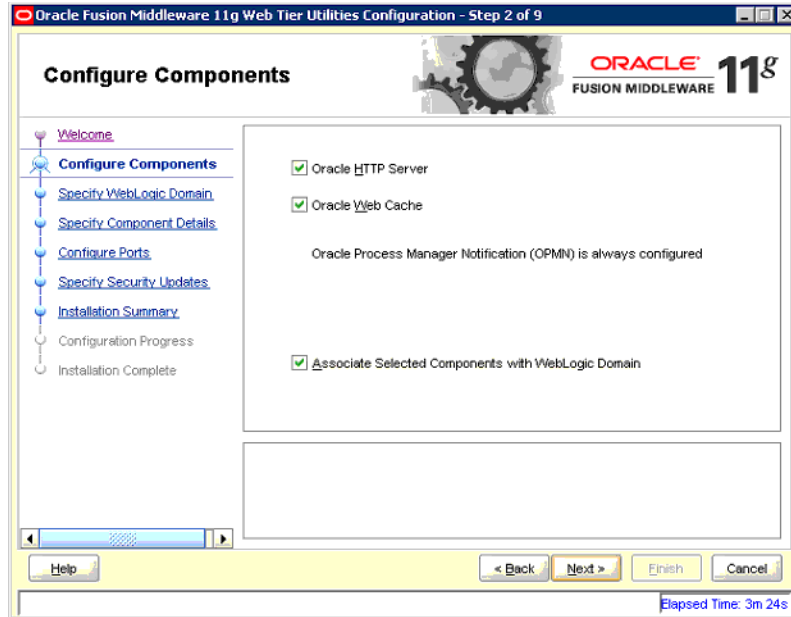 Oracle Fusion Middleware 11g Web Tier Utilities Configuration - Step 2 of 9
Configure Components
ORACLE
FUSION MIDDLEWARE
11g
Welcome
Configure Components
Specify WebLogic Domain
Specify Component Details
Configure Ports
Specify Security Updates
Installation Summary
Configuration Progress
Installation Complete
Oracle HTTP Server
Oracle Web Cache
Oracle Process Manager Notification (OPMN) is always configured
Associate Selected Components with WebLogic Domain
Help
< Back
Next >
Finish
Cancel
Elapsed Time: 3m 24s